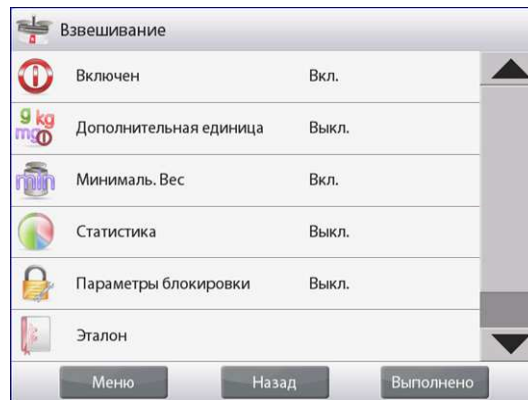 Взвешивание
Включен Вкл.
g kg mg Дополнительная единица Выкл.
min Минималь. Вес Вкл.
Статистика Выкл.
Параметры блокировки Выкл.
Эталон
Меню Назад Выполнено